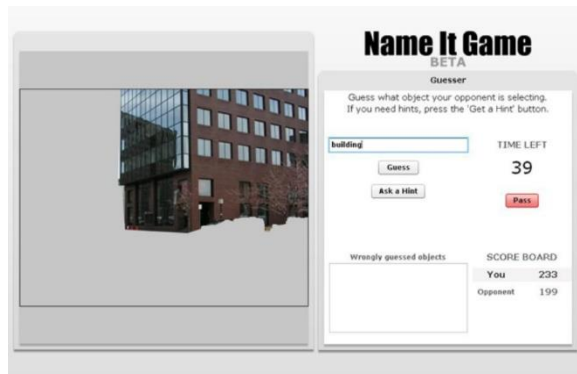 Name It Game
BETA
Guesser
Guess what object your opponent is selecting.
If you need hints, press the 'Get a Hint' button.
building
Guess
Ask a Hint
TIME LEFT
39
Pass
Wrongly guessed objects
SCORE BOARD
You 233
Opponent 199